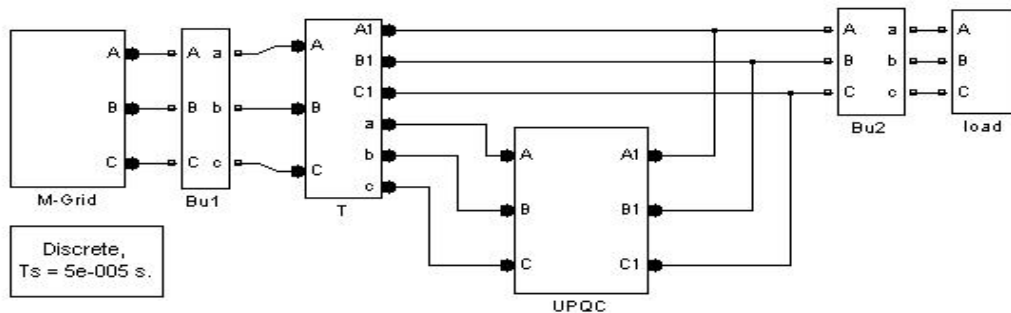 A
B
C
M-Grid
A a
B b
C c
Bu1
A
B
C
A1
B1
C1
a
b
c
T
A A1
B B1
C C1
UPQC
A a
B b
C c
Bu2
A
B
C
load
Discrete,
Ts = 5e-005 s.